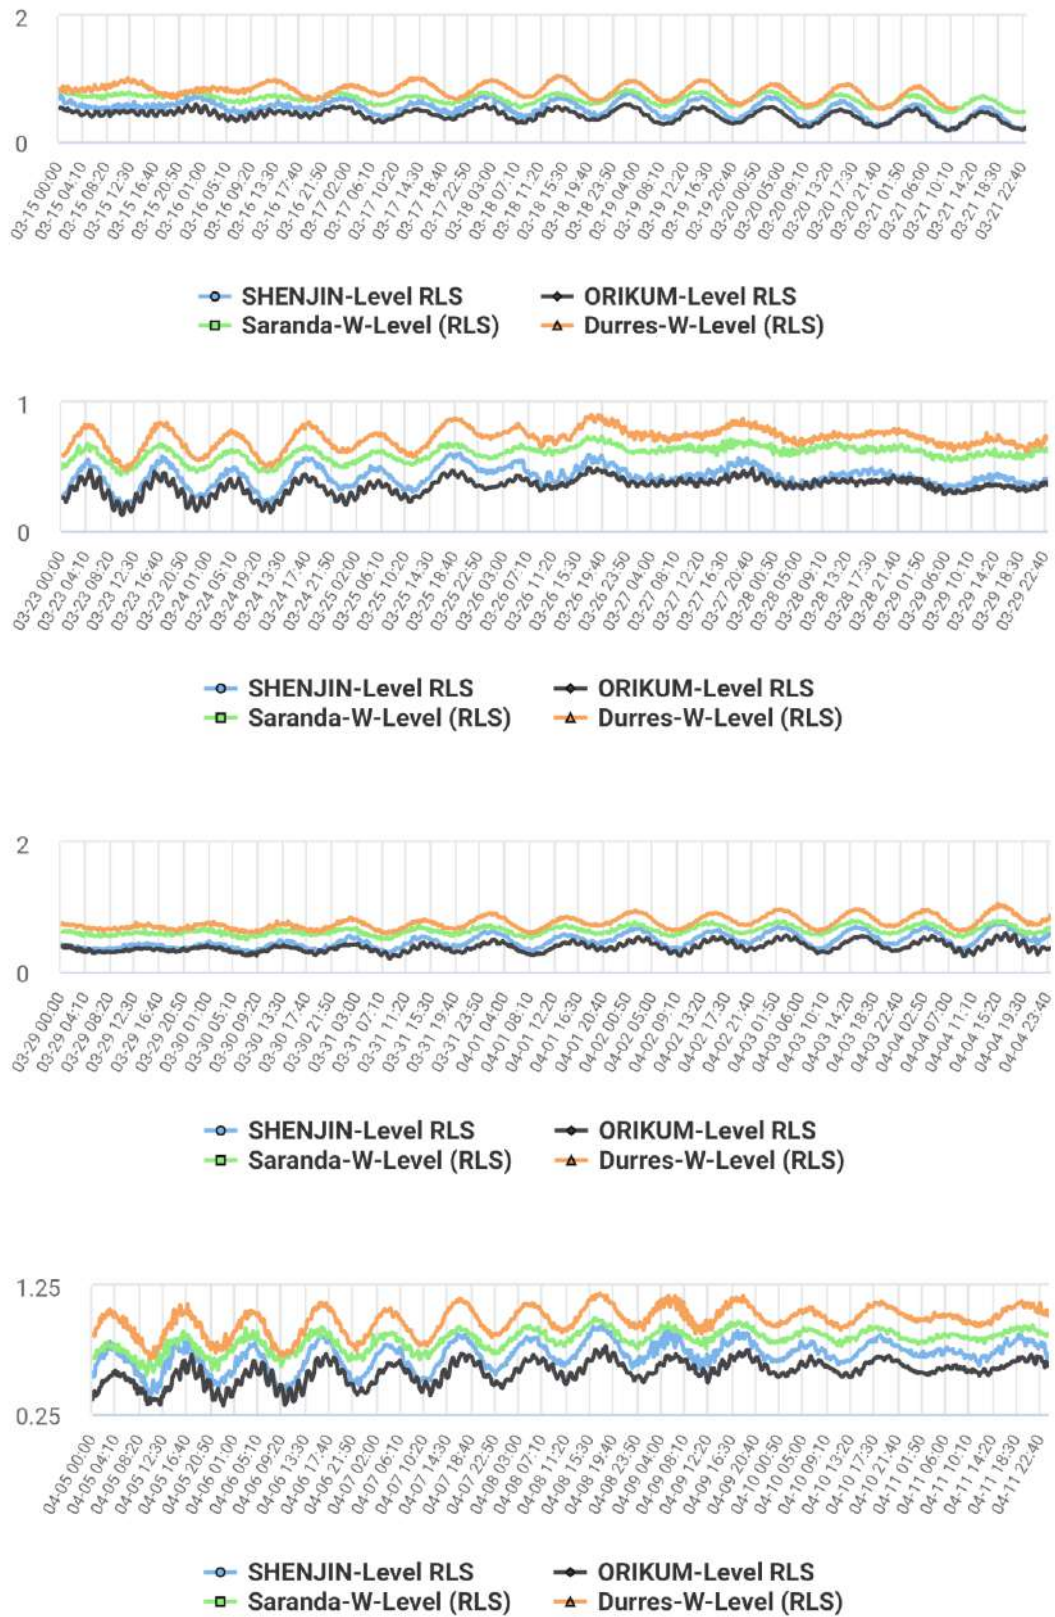 2
0
03-15 00:00 03-15 04:10 03-15 08:20 03-15 12:30 03-15 16:40 03-15 20:50 03-16 01:00 03-16 05:10 03-16 09:20 03-16 13:30 03-16 17:40 03-16 21:50 03-17 02:00 03-17 06:10 03-17 10:20 03-17 14:30 03-17 18:40 03-17 22:50 03-18 03:00 03-18 07:10 03-18 11:20 03-18 15:30 03-18 19:40 03-18 23:50 03-19 04:00 03-19 08:10 03-19 12:20 03-19 16:30 03-19 20:40 03-20 00:50 03-20 05:00 03-20 09:10 03-20 13:20 03-20 17:30 03-20 21:40 03-21 01:50 03-21 06:00 03-21 10:10 03-21 14:20 03-21 18:30 03-21 22:40
SHENJIN-Level RLS ORIKUM-Level RLS
Saranda-W-Level (RLS) Durres-W-Level (RLS)
1
0
03-23 00:00 03-23 04:10 03-23 08:20 03-23 12:30 03-23 16:40 03-23 20:50 03-24 01:00 03-24 05:10 03-24 09:20 03-24 13:30 03-24 17:40 03-24 21:50 03-25 02:00 03-25 06:10 03-25 10:20 03-25 14:30 03-25 18:40 03-25 22:50 03-26 03:00 03-26 07:10 03-26 11:20 03-26 15:30 03-26 19:40 03-26 23:50 03-27 04:00 03-27 08:10 03-27 12:20 03-27 16:30 03-27 20:40 03-28 00:50 03-28 05:00 03-28 09:10 03-28 13:20 03-28 17:30 03-28 21:40 03-29 01:50 03-29 06:00 03-29 10:10 03-29 14:20 03-29 18:30 03-29 22:40
SHENJIN-Level RLS ORIKUM-Level RLS
Saranda-W-Level (RLS) Durres-W-Level (RLS)
2
0
03-29 00:00 03-29 04:10 03-29 08:20 03-29 12:30 03-29 16:40 03-29 20:50 03-30 01:00 03-30 05:10 03-30 09:20 03-30 13:30 03-30 17:40 03-30 21:50 03-31 03:00 03-31 07:10 03-31 11:20 03-31 15:30 03-31 19:40 03-31 23:50 04-01 04:00 04-01 08:10 04-01 12:20 04-01 16:30 04-01 20:40 04-02 00:50 04-02 05:00 04-02 09:10 04-02 13:20 04-02 17:30 04-02 21:40 04-03 01:50 04-03 06:00 04-03 10:10 04-03 14:20 04-03 18:30 04-03 22:40 04-04 02:50 04-04 07:00 04-04 11:10 04-04 15:20 04-04 19:30 04-04 23:40
SHENJIN-Level RLS ORIKUM-Level RLS
Saranda-W-Level (RLS) Durres-W-Level (RLS)
1.25
0.25
04-05 00:00 04-05 04:10 04-05 08:20 04-05 12:30 04-05 16:40 04-05 20:50 04-06 01:00 04-06 05:10 04-06 09:20 04-06 13:30 04-06 17:40 04-06 21:50 04-07 02:00 04-07 06:10 04-07 10:20 04-07 14:30 04-07 18:40 04-07 22:50 04-08 03:00 04-08 07:10 04-08 11:20 04-08 15:30 04-08 19:40 04-08 23:50 04-09 04:00 04-09 08:10 04-09 12:20 04-09 16:30 04-09 20:40 04-10 00:50 04-10 05:00 04-10 09:10 04-10 13:20 04-10 17:30 04-10 21:40 04-11 01:50 04-11 06:00 04-11 10:10 04-11 14:20 04-11 18:30 04-11 22:40
SHENJIN-Level RLS ORIKUM-Level RLS
Saranda-W-Level (RLS) Durres-W-Level (RLS)